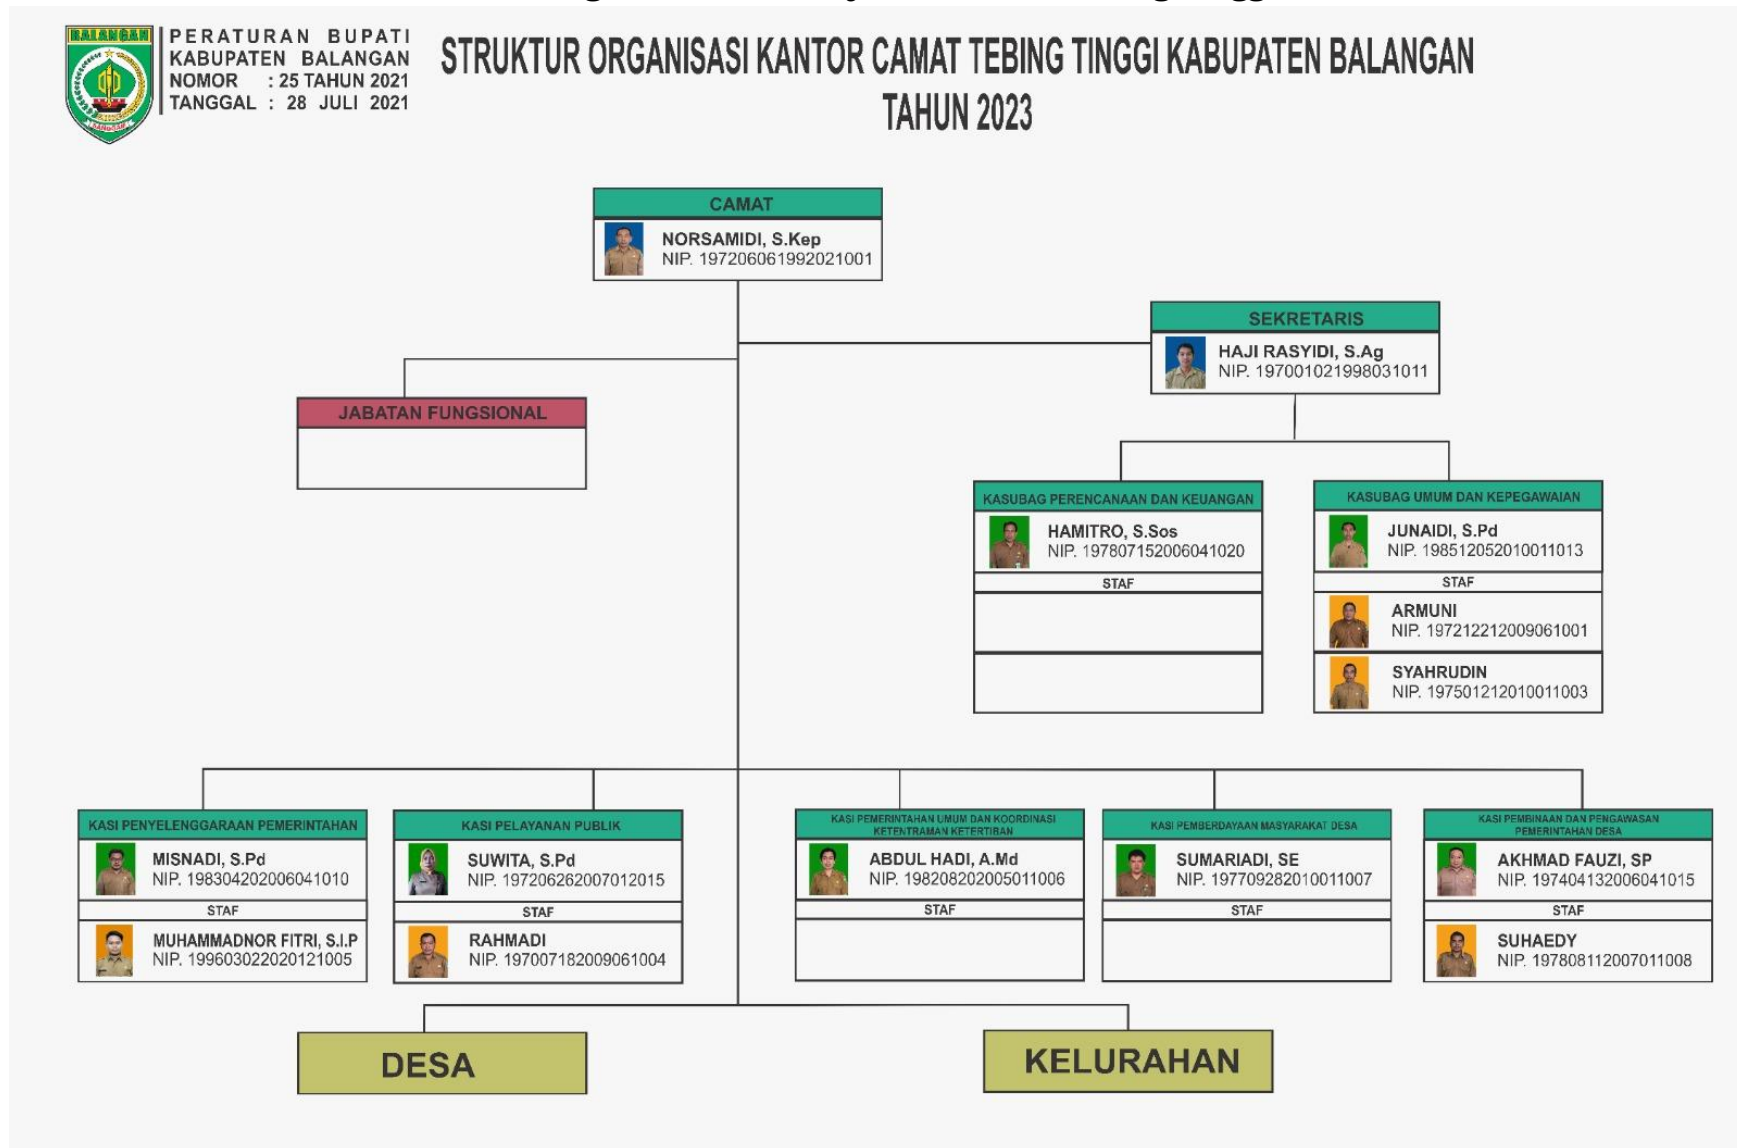 BALANGAN
SANGGAM
PERATURAN BUPATI
KABUPATEN BALANGAN
NOMOR : 25 TAHUN 2021
TANGGAL : 28 JULI 2021
STRUKTUR ORGANISASI KANTOR CAMAT TEBING TINGGI KABUPATEN BALANGAN
TAHUN 2023
CAMAT
NORSAMIDI, S.Kep
NIP. 197206061992021001
SEKRETARIS
HAJI RASYIDI, S.Ag
NIP. 197001021998031011
JABATAN FUNGSIONAL
KASUBAG PERENCANAAN DAN KEUANGAN
HAMITRO, S.Sos
NIP. 197807152006041020
STAF
KASUBAG UMUM DAN KEPEGAWAIAN
JUNAIDI, S.Pd
NIP. 198512052010011013
STAF
ARMUNI
NIP. 197212212009061001
SYAHRUDIN
NIP. 197501212010011003
KASI PENYELENGGARAAN PEMERINTAHAN
MISNADI, S.Pd
NIP. 198304202006041010
STAF
MUHAMMADNOR FITRI, S.I.P
NIP. 199603022020121005
KASI PELAYANAN PUBLIK
SUWITA, S.Pd
NIP. 197206262007012015
STAF
RAHMADI
NIP. 197007182009061004
KASI PEMERINTAHAN UMUM DAN KOORDINASI
KETENTRAMAN KETERTIBAN
ABDUL HADI, A.Md
NIP. 198208202005011006
STAF
KASI PEMBERDAYAAN MASYARAKAT DESA
SUMARIADI, SE
NIP. 197709282010011007
STAF
KASI PEMBINAAN DAN PENGAWASAN
PEMERINTAHAN DESA
AKHMAD FAUZI, SP
NIP. 197404132006041015
STAF
SUHAEDY
NIP. 197808112007011008
DESA
KELURAHAN